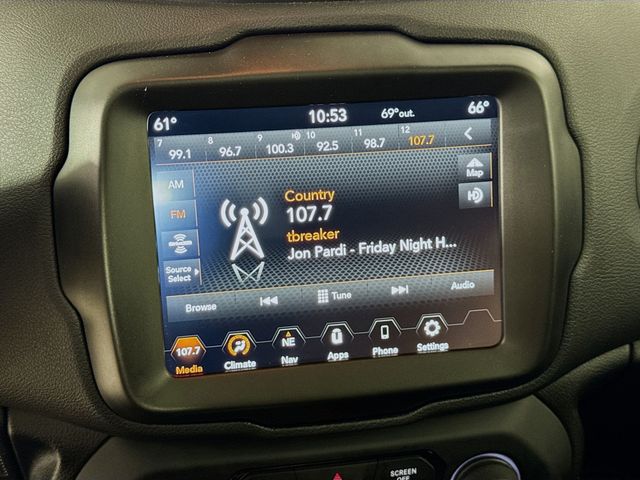 61° 10:53 69°out. 66°
7 8 9 10 11 12
99.1 96.7 100.3 92.5 98.7 107.7
AM
Map
FM
Country
107.7
tbreaker
Jon Pardi - Friday Night H...
Source
Select
Browse Tune Audio
107.7 NE
Media Climate Nav Apps Phone Settings
SCREEN
OFF